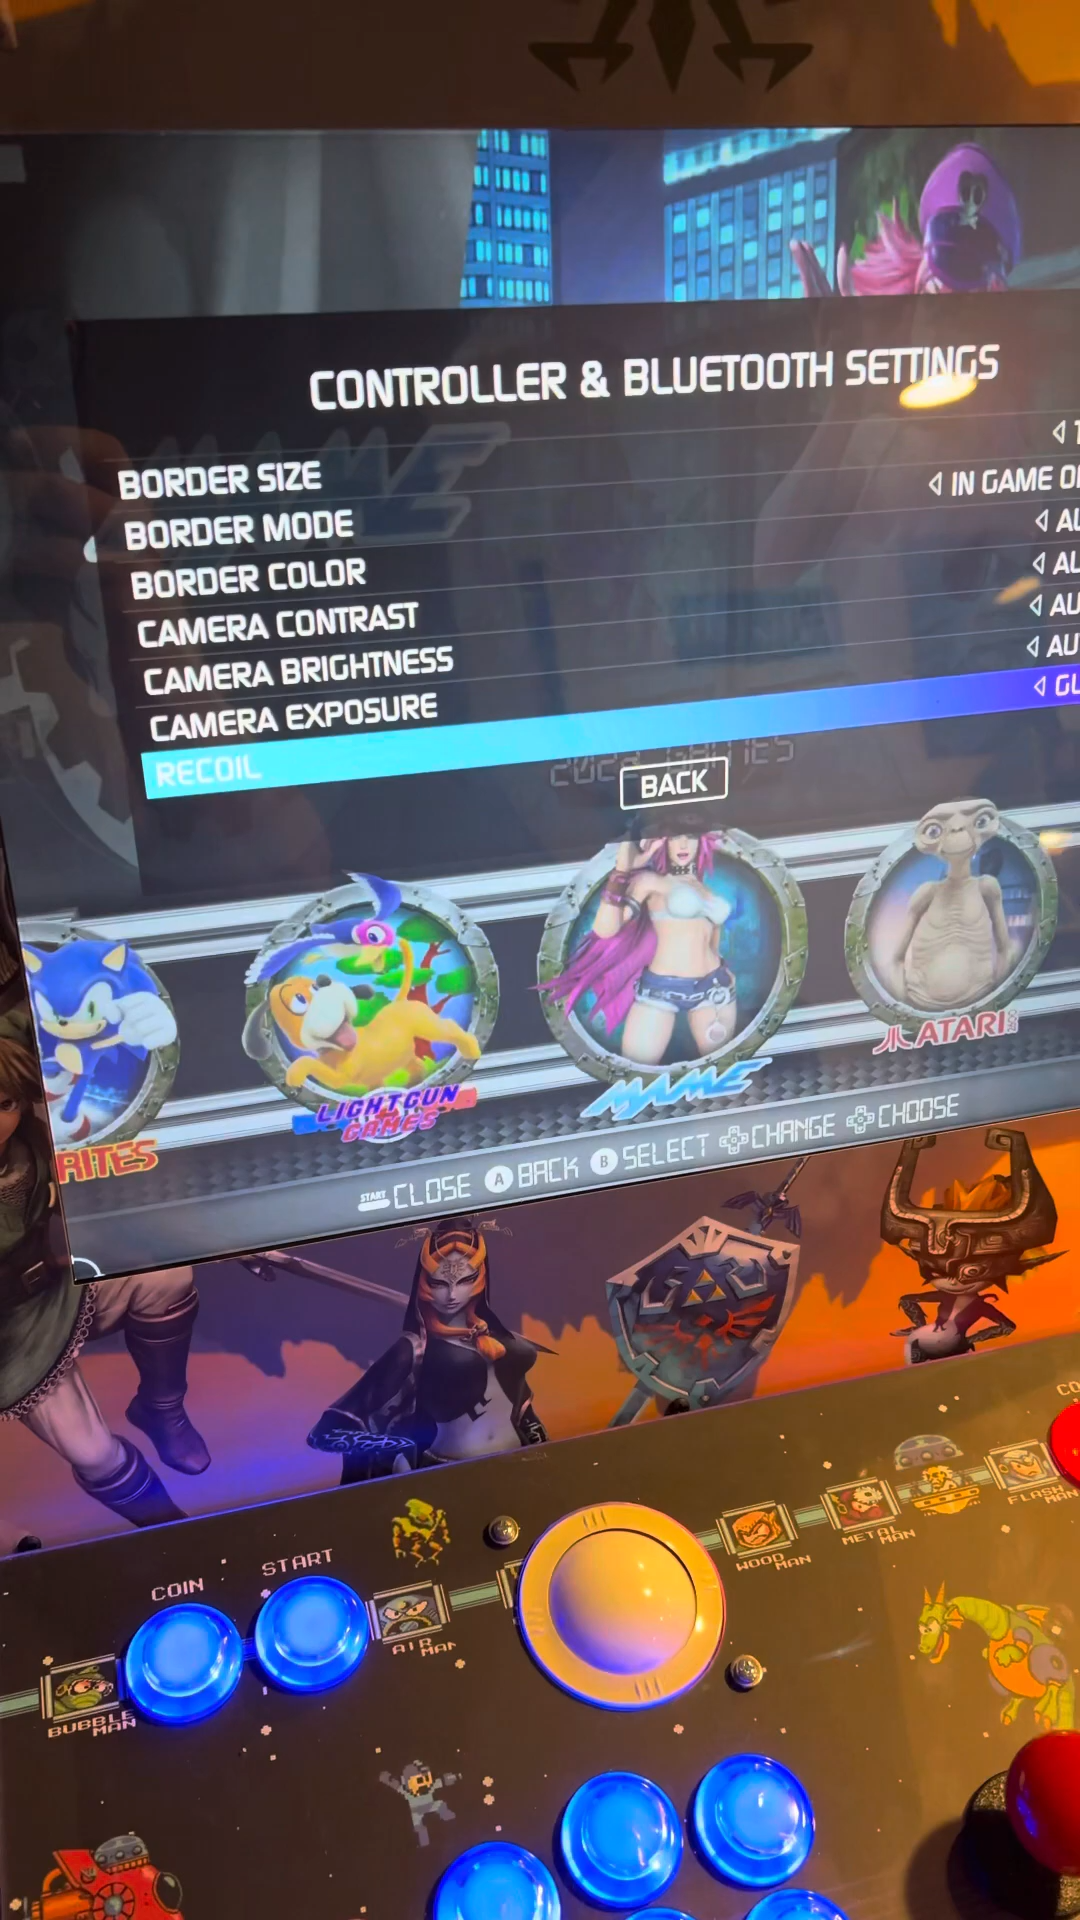 CONTROLLER & BLUETOOTH SETTINGS
BORDER SIZE
BORDER MODE IN GAME
BORDER COLOR
CAMERA CONTRAST
CAMERA BRIGHTNESS
CAMERA EXPOSURE
RECOIL
GAMES
BACK
LIGHTGUN
GAMES
MAME
ATARI 2600
START CLOSE A BACK B SELECT CHANGE CHOOSE
COIN
START
AIR
MAN
WOOD
MAN
METAL
MAN
FLASH
MAN
BUBBLE
MAN